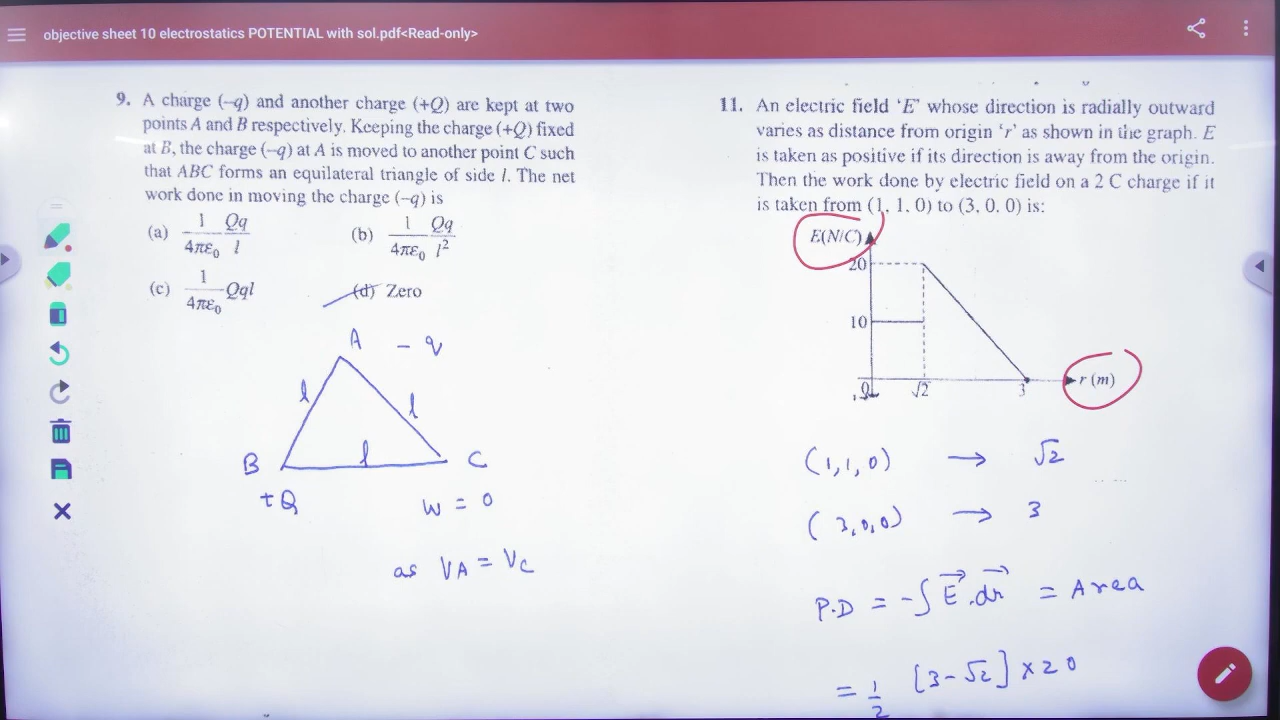 objective sheet 10 electrostatics POTENTIAL with sol.pdf<Read-only>
9. A charge (–q) and another charge (+Q) are kept at two
points A and B respectively. Keeping the charge (+Q) fixed
at B, the charge (–q) at A is moved to another point C such
that ABC forms an equilateral triangle of side l. The net
work done in moving the charge (–q) is
(a) 1/4πε₀ Qq/l (b) 1/4πε₀ Qq/l²
(c) 1/4πε₀ Qql (d) Zero
A – q
l l
B l C
+Q W = 0
as VA = VC
11. An electric field ‘E’ whose direction is radially outward
varies as distance from origin ‘r’ as shown in the graph. E
is taken as positive if its direction is away from the origin.
Then the work done by electric field on a 2 C charge if it
is taken from (1, 1, 0) to (3, 0, 0) is:
E(N/C)
20
10
0 √2 3 r (m)
(1,1,0) → √2
(3,0,0) → 3
P.D = -∫ E⃗ . dr⃗ = Area
= 1/2 [3-√2] × 20